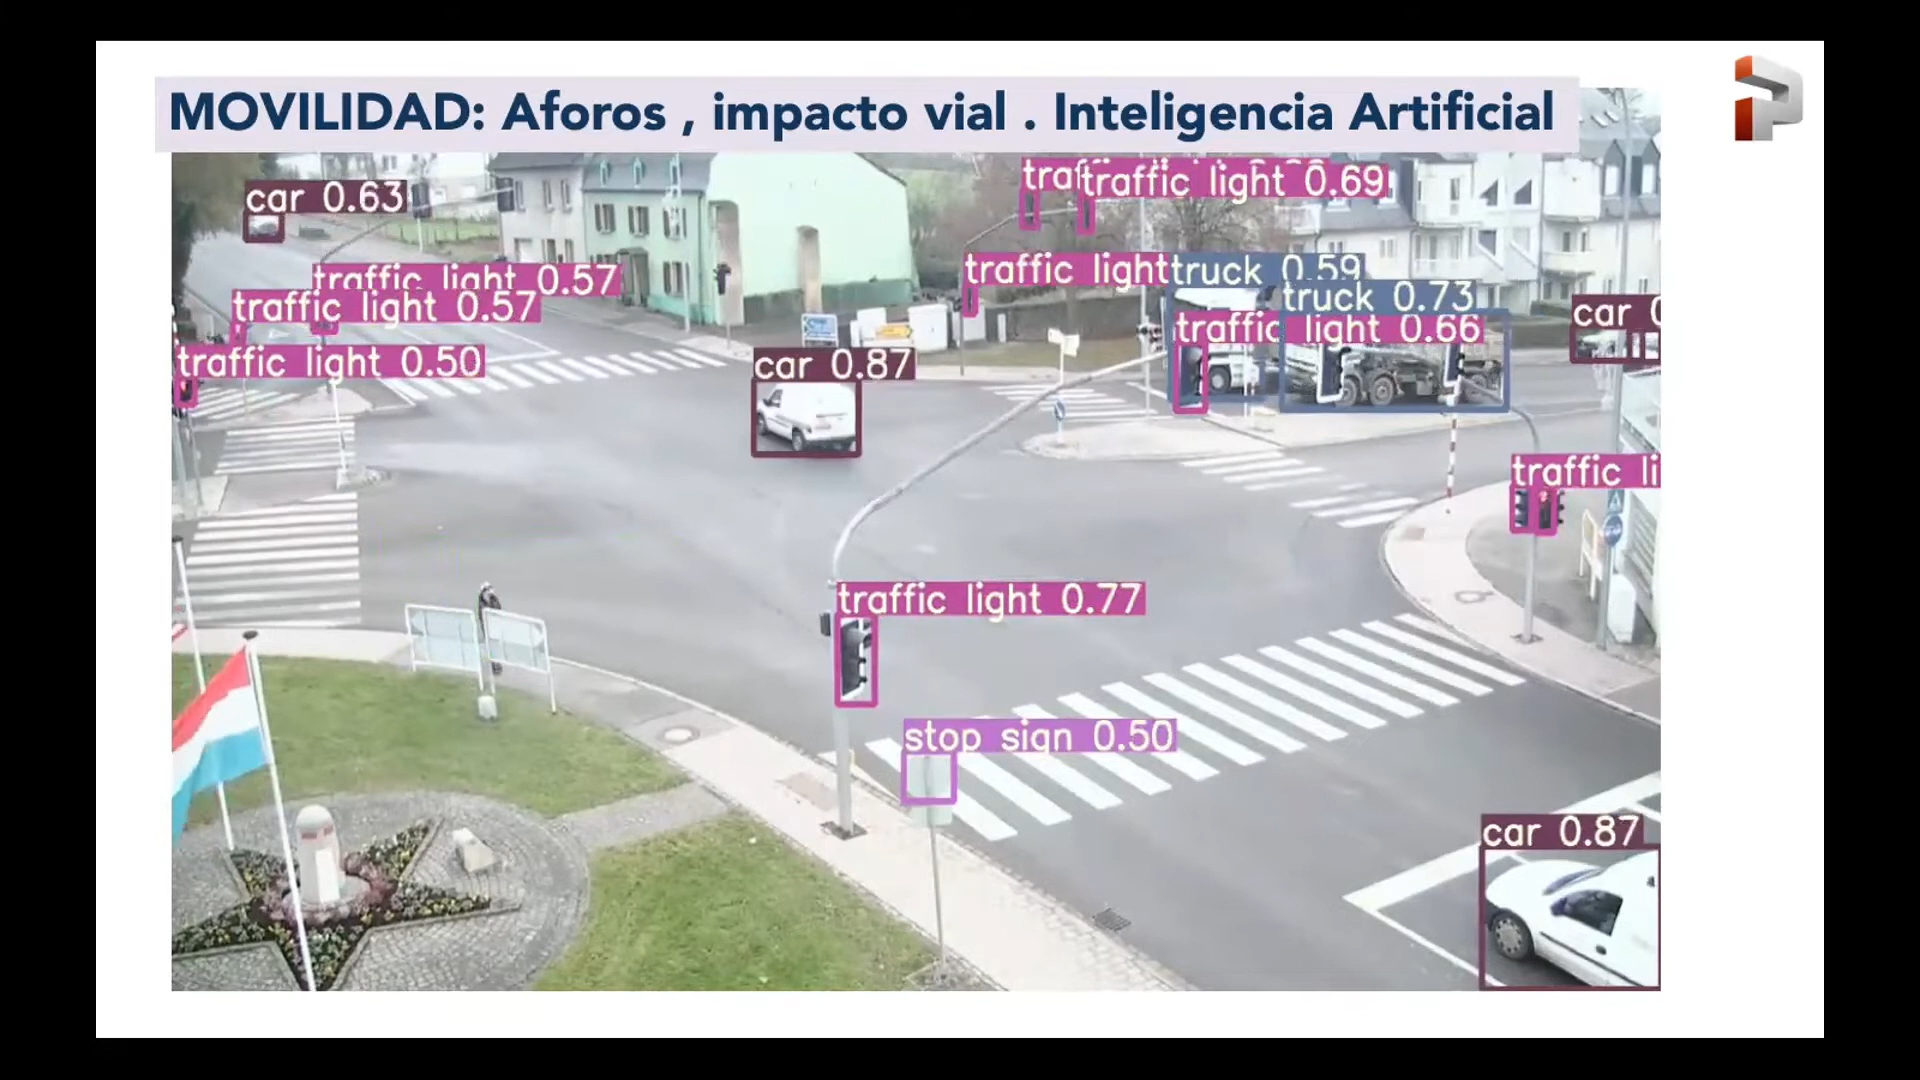 MOVILIDAD: Aforos , impacto vial . Inteligencia Artificial
car 0.63
traffic light 0.69
traffic light 0.57
traffic light 0.57
traffic light 0.50
traffic light
truck 0.59
truck 0.73
traffic light 0.66
car
car 0.87
traffic li
traffic light 0.77
stop sign 0.50
car 0.87